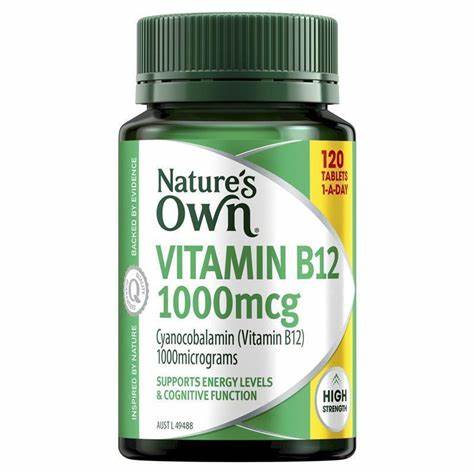 Nature's
Own®
VITAMIN B12
1000mcg
Cyanocobalamin (Vitamin B12)
1000micrograms
SUPPORTS ENERGY LEVELS
& COGNITIVE FUNCTION
AUST L 49488
120
TABLETS
1-A-DAY
HIGH
STRENGTH
BACKED BY EVIDENCE
INSPIRED BY NATURE
Q
QUALITY